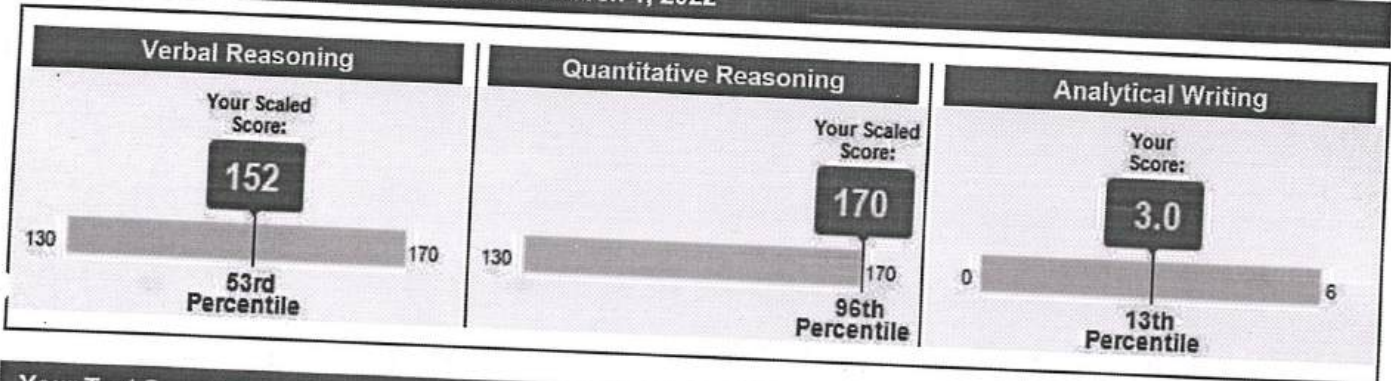 2022
Verbal Reasoning
Your Scaled
Score:
152
130
170
53rd
Percentile
Quantitative Reasoning
Your Scaled
Score:
170
130
170
96th
Percentile
Analytical Writing
Your
Score:
3.0
0
6
13th
Percentile